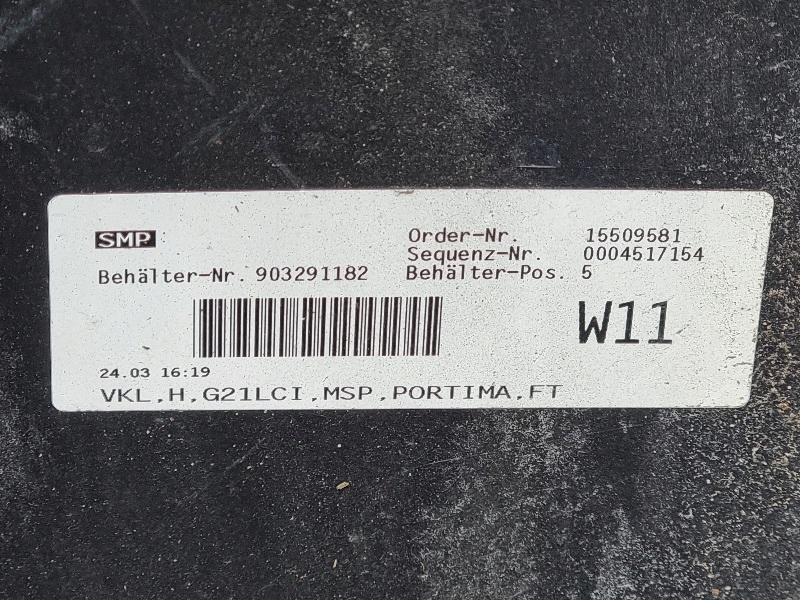 SMP:
Order-Nr. 15509581
Sequenz-Nr. 0004517154
Behälter-Nr. 903291182 Behälter-Pos. 5
W11
24.03 16:19
VKL,H,G21LCI,MSP,PORTIMA,FT